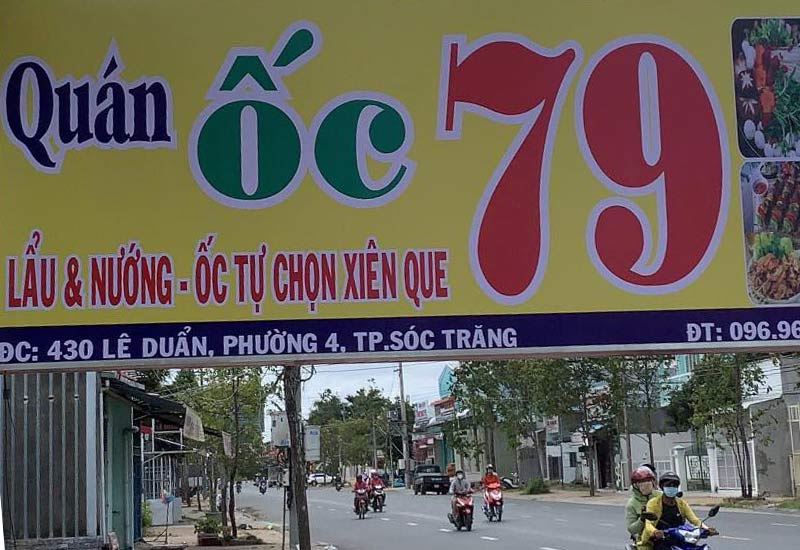 Quán ốc 79
LẨU & NƯỚNG - ỐC TỰ CHỌN XIÊN QUE
ĐC: 430 LÊ DUẨN, PHƯỜNG 4, TP.SÓC TRĂNG ĐT: 096.96